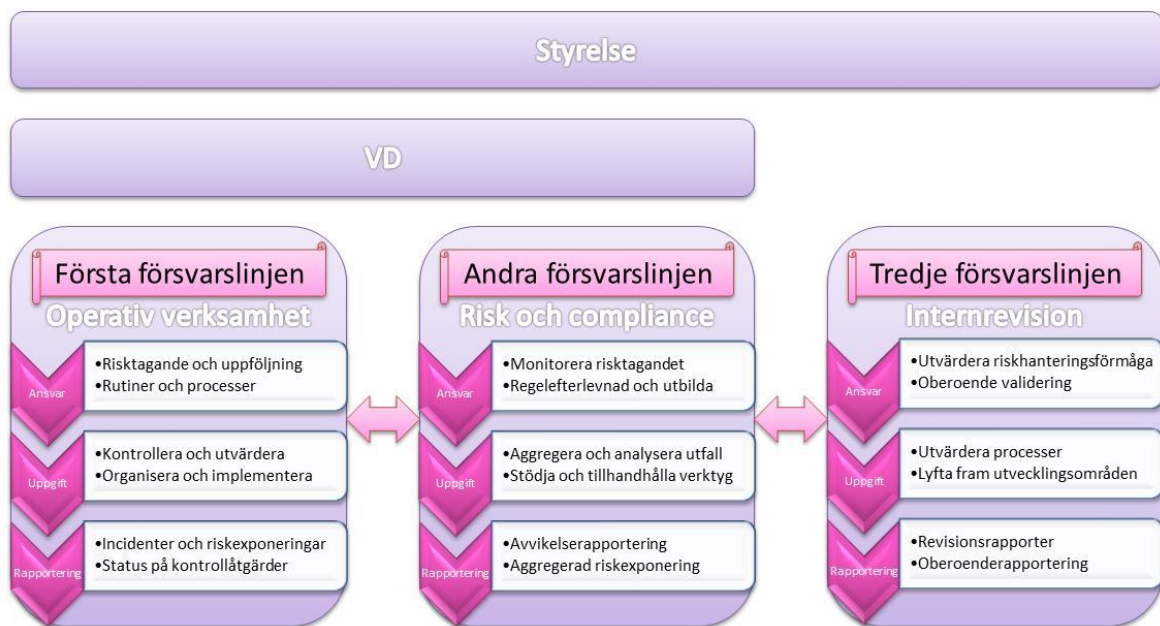 Styrelse
VD
Första försvarslinjen
Operativ verksamhet
Ansvar
•Risktagande och uppföljning
•Rutiner och processer
Uppgift
•Kontrollera och utvärdera
•Organisera och implementera
Rapportering
•Incidenter och riskexponeringar
•Status på kontrollåtgärder
Andra försvarslinjen
Risk och compliance
Ansvar
•Monitorera risktagandet
•Regelefterlevnad och utbilda
Uppgift
•Aggregera och analysera utfall
•Stödja och tillhandhålla verktyg
Rapportering
•Avvikelserapportering
•Aggregerad riskexponering
Tredje försvarslinjen
Internrevision
Ansvar
•Utvärdera riskhanteringsförmåga
•Oberoende validering
Uppgift
•Utvärdera processer
•Lyfta fram utvecklingsområden
Rapportering
•Revisionsrapporter
•Oberoenderapportering